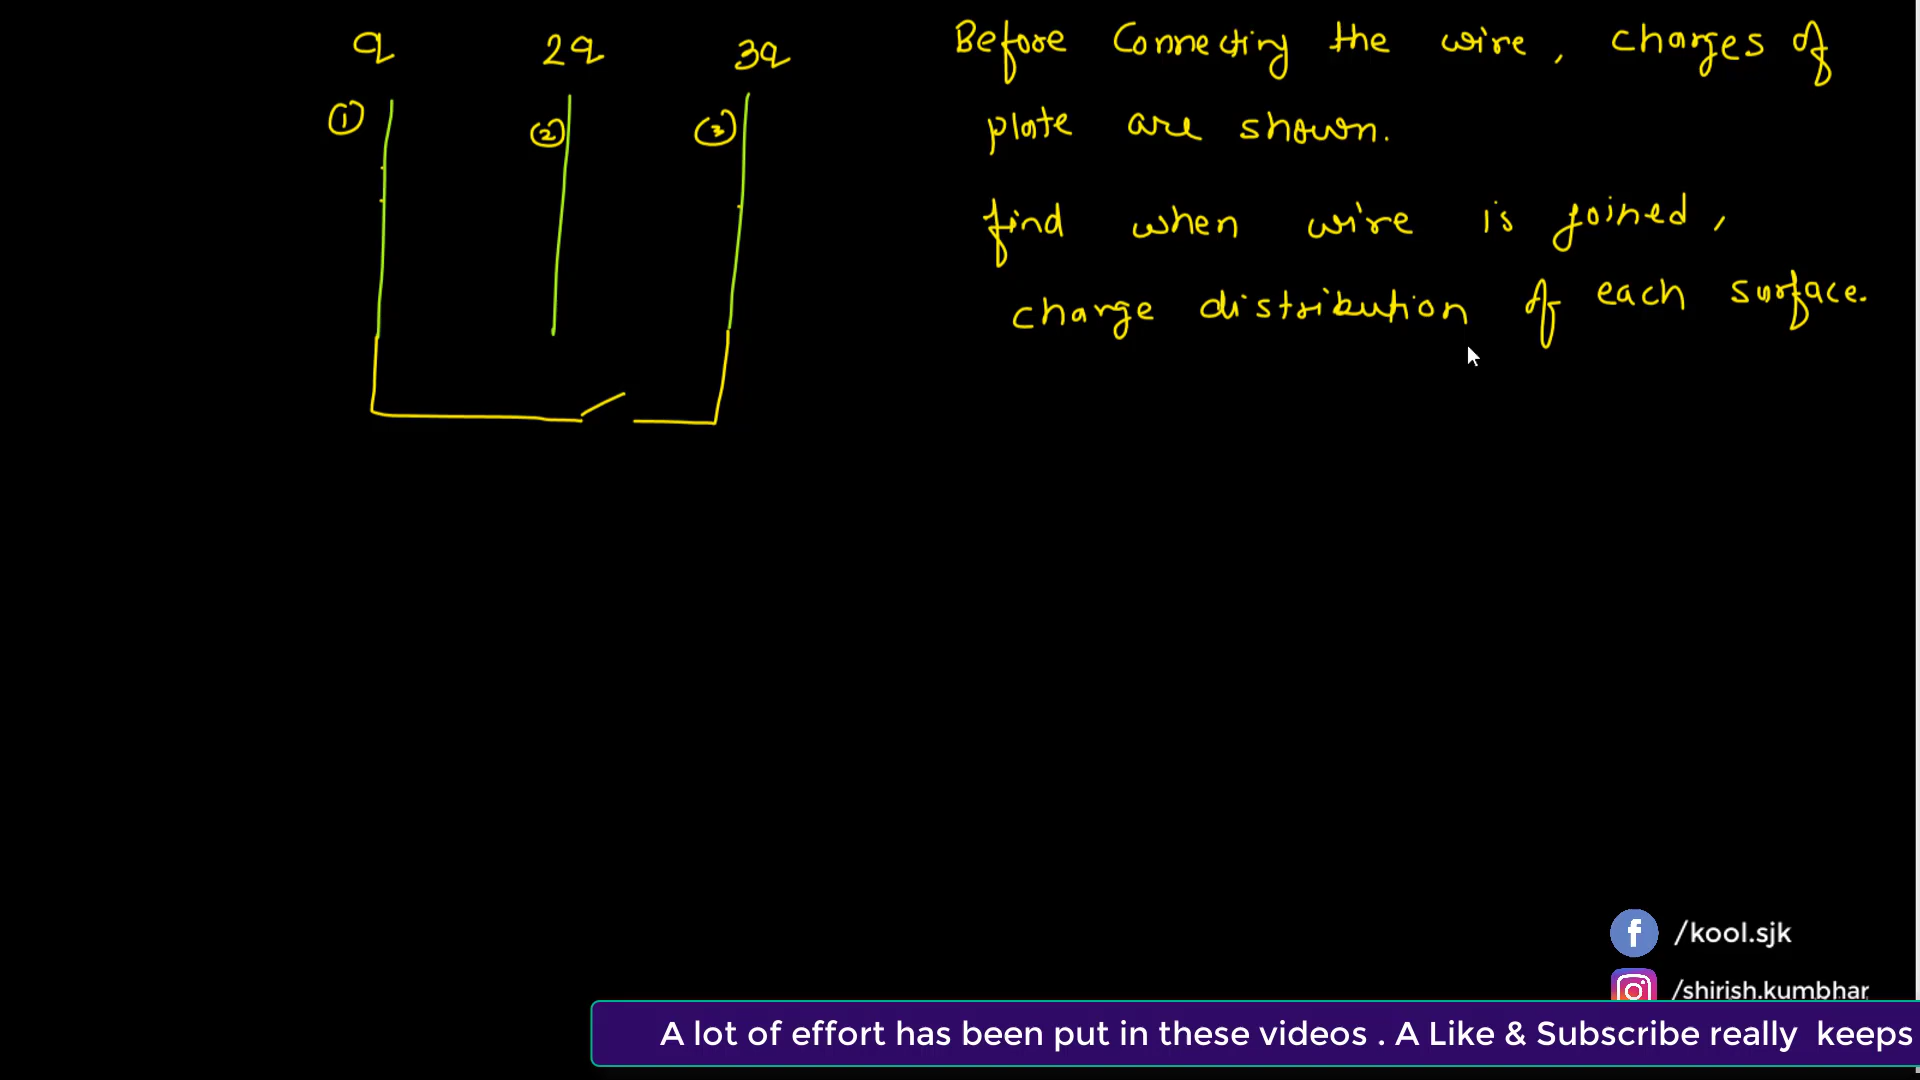 q 2q 3q
① ② ③
Before Connecting the wire, charges of
plate are shown.
find when wire is joined,
charge distribution of each surface.
/kool.sjk
/shirish.kumbhar
A lot of effort has been put in these videos . A Like & Subscribe really keeps